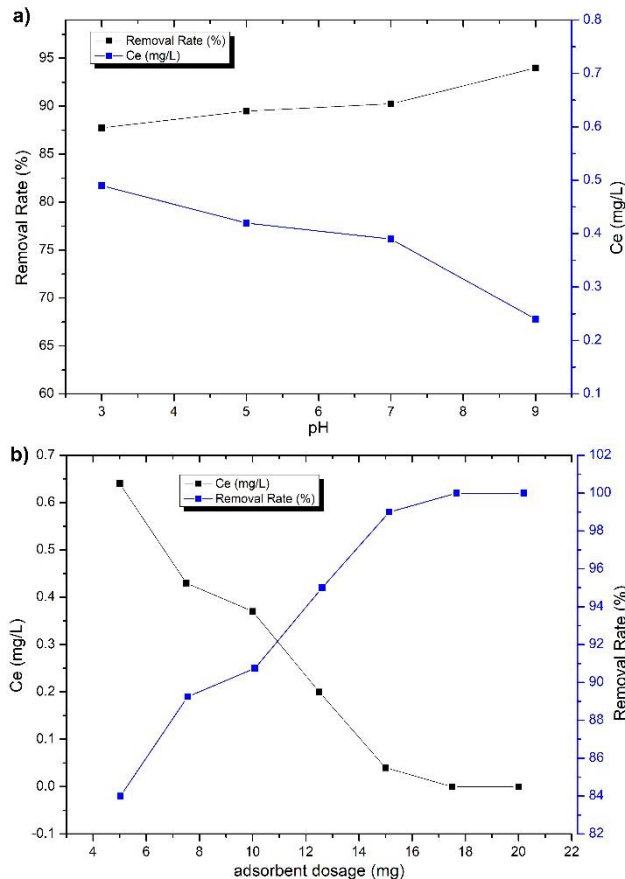 a)
Removal Rate (%)
Ce (mg/L)
95
90
85
80
75
70
65
60
Removal Rate (%)
0.8
0.7
0.6
0.5
0.4
0.3
0.2
0.1
Ce (mg/L)
3 4 5 6 7 8 9
pH
b)
Ce (mg/L)
Removal Rate (%)
0.7
0.6
0.5
0.4
0.3
0.2
0.1
0.0
-0.1
Ce (mg/L)
102
100
98
96
94
92
90
88
86
84
82
Removal Rate (%)
4 6 8 10 12 14 16 18 20 22
adsorbent dosage (mg)